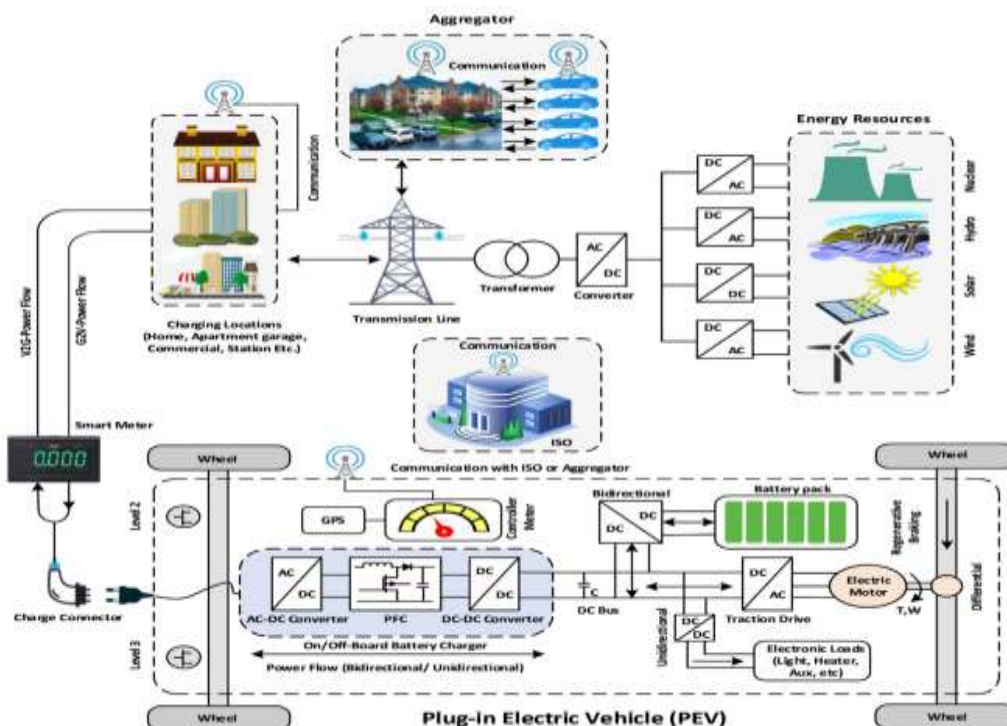 Aggregator
Communication
Communication
Energy Resources
DC
AC
Nuclear
DC
AC
Hydro
DC
DC
Solar
DC
AC
Wind
AC
DC
Converter
Transformer
Transmission Line
Charging Locations
(Home, Apartment garage,
Commercial, Station Etc.)
V2G-Power Flow
G2V-Power Flow
Communication
ISO
Smart Meter
0.000
Wheel
Wheel
Communication with ISO or Aggregator
Level 2
GPS
Controller
Meter
Bidirectional
DC
DC
Battery pack
Regenerative
Braking
AC
DC
AC-DC Converter
PFC
DC
DC
DC-DC Converter
C
DC Bus
DC
AC
Traction Drive
Electric
Motor
T,W
Differential
Charge Connector
On/Off-Board Battery Charger
Power Flow (Bidirectional/ Unidirectional)
Level 3
Unidirectional
DC
DC
Electronic Loads
(Light, Heater,
Aux, etc)
Wheel
Wheel
Plug-in Electric Vehicle (PEV)